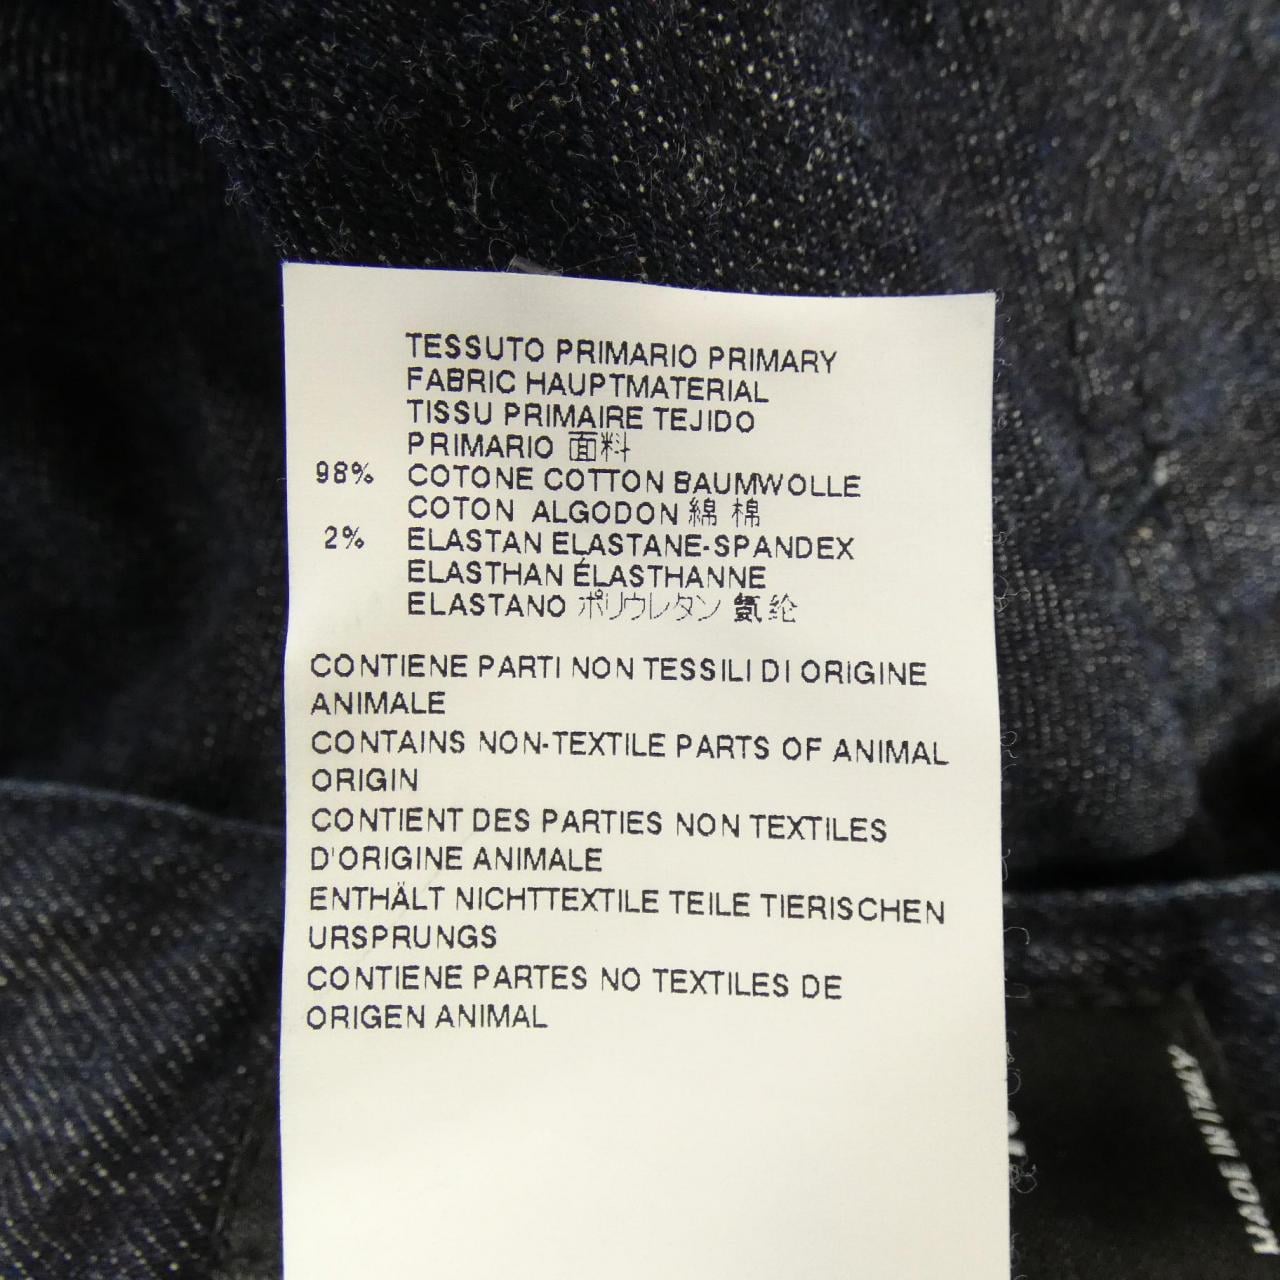 TESSUTO PRIMARIO PRIMARY
FABRIC HAUPTMATERIAL
TISSU PRIMAIRE TEJIDO
PRIMARIO 面料
98% COTONE COTTON BAUMWOLLE
COTON ALGODON 綿 棉
2% ELASTAN ELASTANE-SPANDEX
ELASTHAN ÉLASTHANNE
ELASTANO ポリウレタン 氨纶
CONTIENE PARTI NON TESSILI DI ORIGINE
ANIMALE
CONTAINS NON-TEXTILE PARTS OF ANIMAL
ORIGIN
CONTIENT DES PARTIES NON TEXTILES
D'ORIGINE ANIMALE
ENTHÄLT NICHTTEXTILE TEILE TIERISCHEN
URSPRUNGS
CONTIENE PARTES NO TEXTILES DE
ORIGEN ANIMAL
MADE IN ITALY